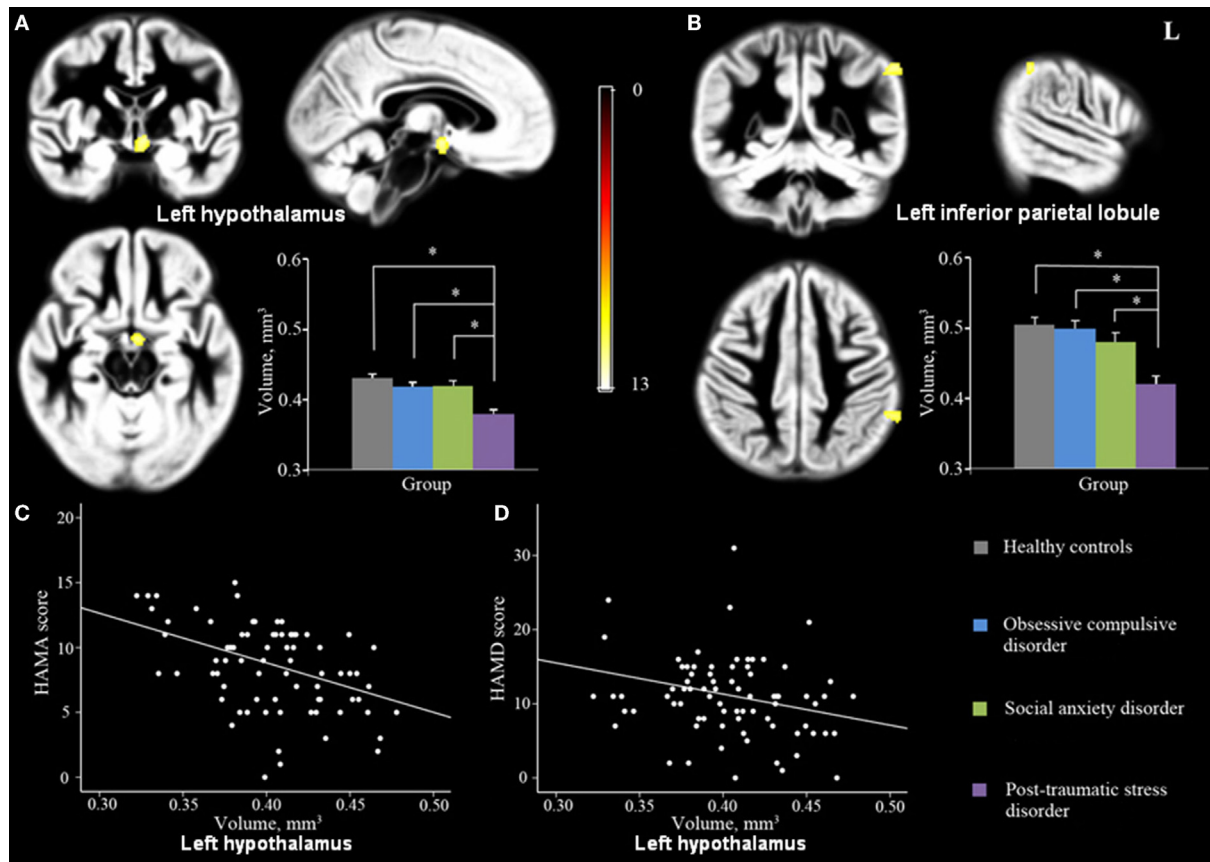 A
B
L
0
13
Left hypothalamus
Left inferior parietal lobule
0.6
0.5
0.4
0.3
Volume, mm³
*
*
*
Group
0.6
0.5
0.4
0.3
Volume, mm³
*
*
*
Group
C
20
15
10
5
0
HAMA score
0.30
0.35
0.40
0.45
0.50
Volume, mm³
Left hypothalamus
D
30
20
10
0
HAMD score
0.30
0.35
0.40
0.45
0.50
Volume, mm³
Left hypothalamus
Healthy controls
Obsessive compulsive
disorder
Social anxiety disorder
Post-traumatic stress
disorder